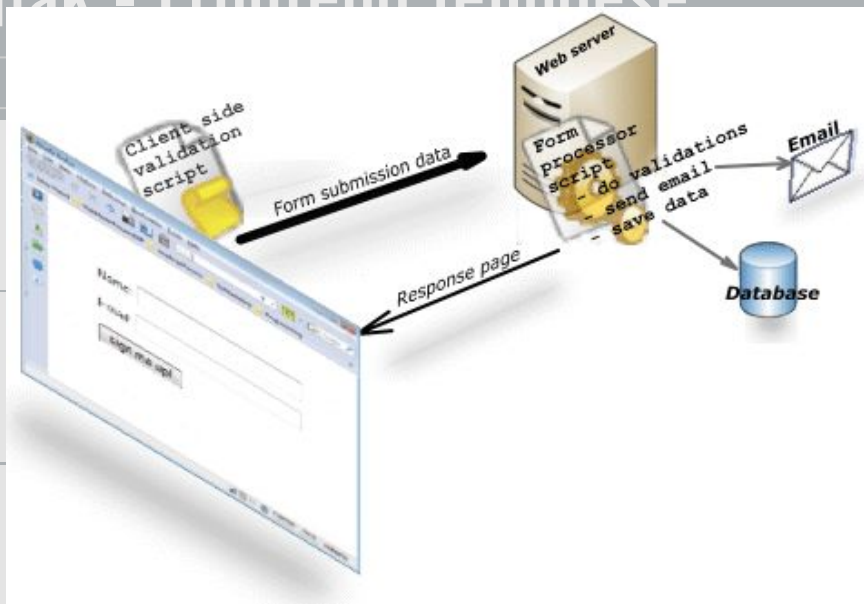 Web server
Client side
validation
script
Form submission data
Form
processor
script
- do validations
- send email
- save data
Email
Response page
Database
Name:
Email
sign me up!